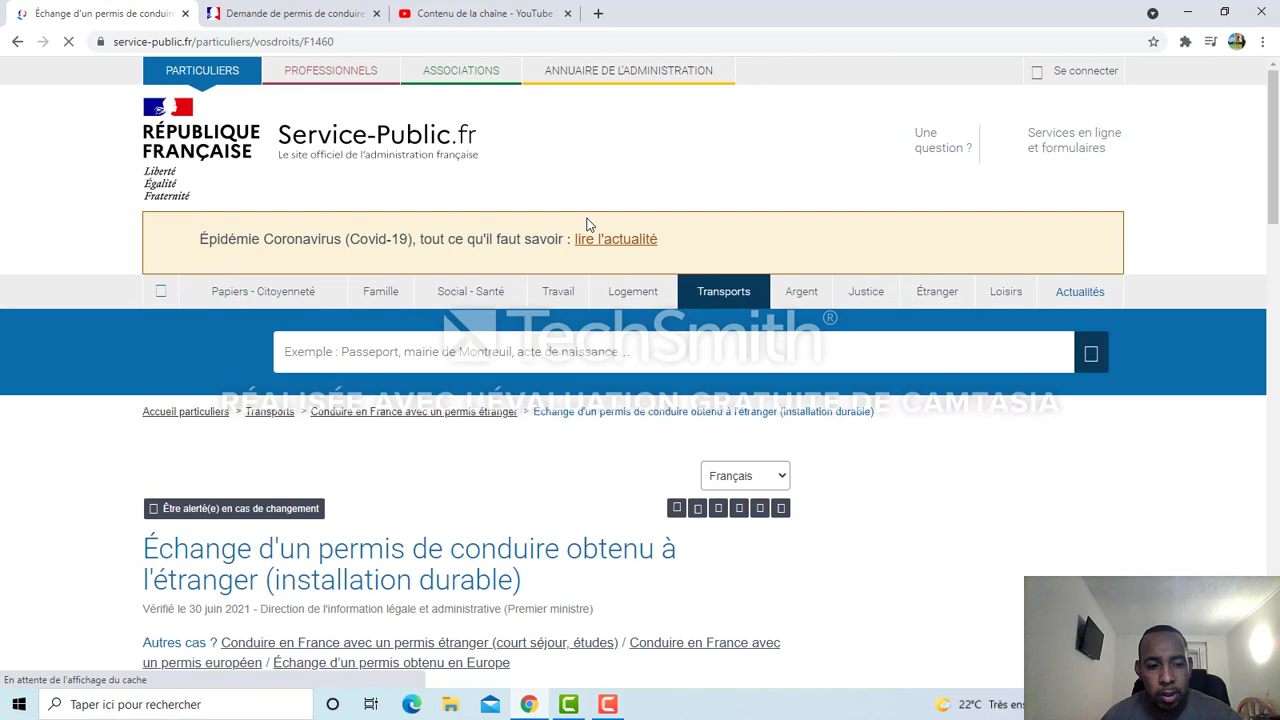 Échange d'un permis de conduire
Demande de permis de conduire
Contenu de la chaîne - YouTube
service-public.fr/particuliers/vosdroits/F1460
PARTICULIERS
PROFESSIONNELS
ASSOCIATIONS
ANNUAIRE DE L'ADMINISTRATION
Se connecter
RÉPUBLIQUE
FRANÇAISE
Liberté
Égalité
Fraternité
Service-Public.fr
Le site officiel de l'administration française
Une
question ?
Services en ligne
et formulaires
Épidémie Coronavirus (Covid-19), tout ce qu'il faut savoir : lire l'actualité
Papiers - Citoyenneté
Famille
Social - Santé
Travail
Logement
Transports
Argent
Justice
Étranger
Loisirs
Actualités
TechSmith®
Exemple : Passeport, mairie de Montreuil, acte de naissance...
RÉALISÉE AVEC L'ÉVALUATION GRATUITE DE CAMTASIA
Accueil particuliers > Transports > Conduire en France avec un permis étranger > Échange d'un permis de conduire obtenu à l'étranger (installation durable)
Français
Être alerté(e) en cas de changement
Échange d'un permis de conduire obtenu à
l'étranger (installation durable)
Vérifié le 30 juin 2021 - Direction de l'information légale et administrative (Premier ministre)
Autres cas ? Conduire en France avec un permis étranger (court séjour, études) / Conduire en France avec
un permis européen / Échange d'un permis obtenu en Europe
En attente de l'affichage du cache
Taper ici pour rechercher
22°C Très en